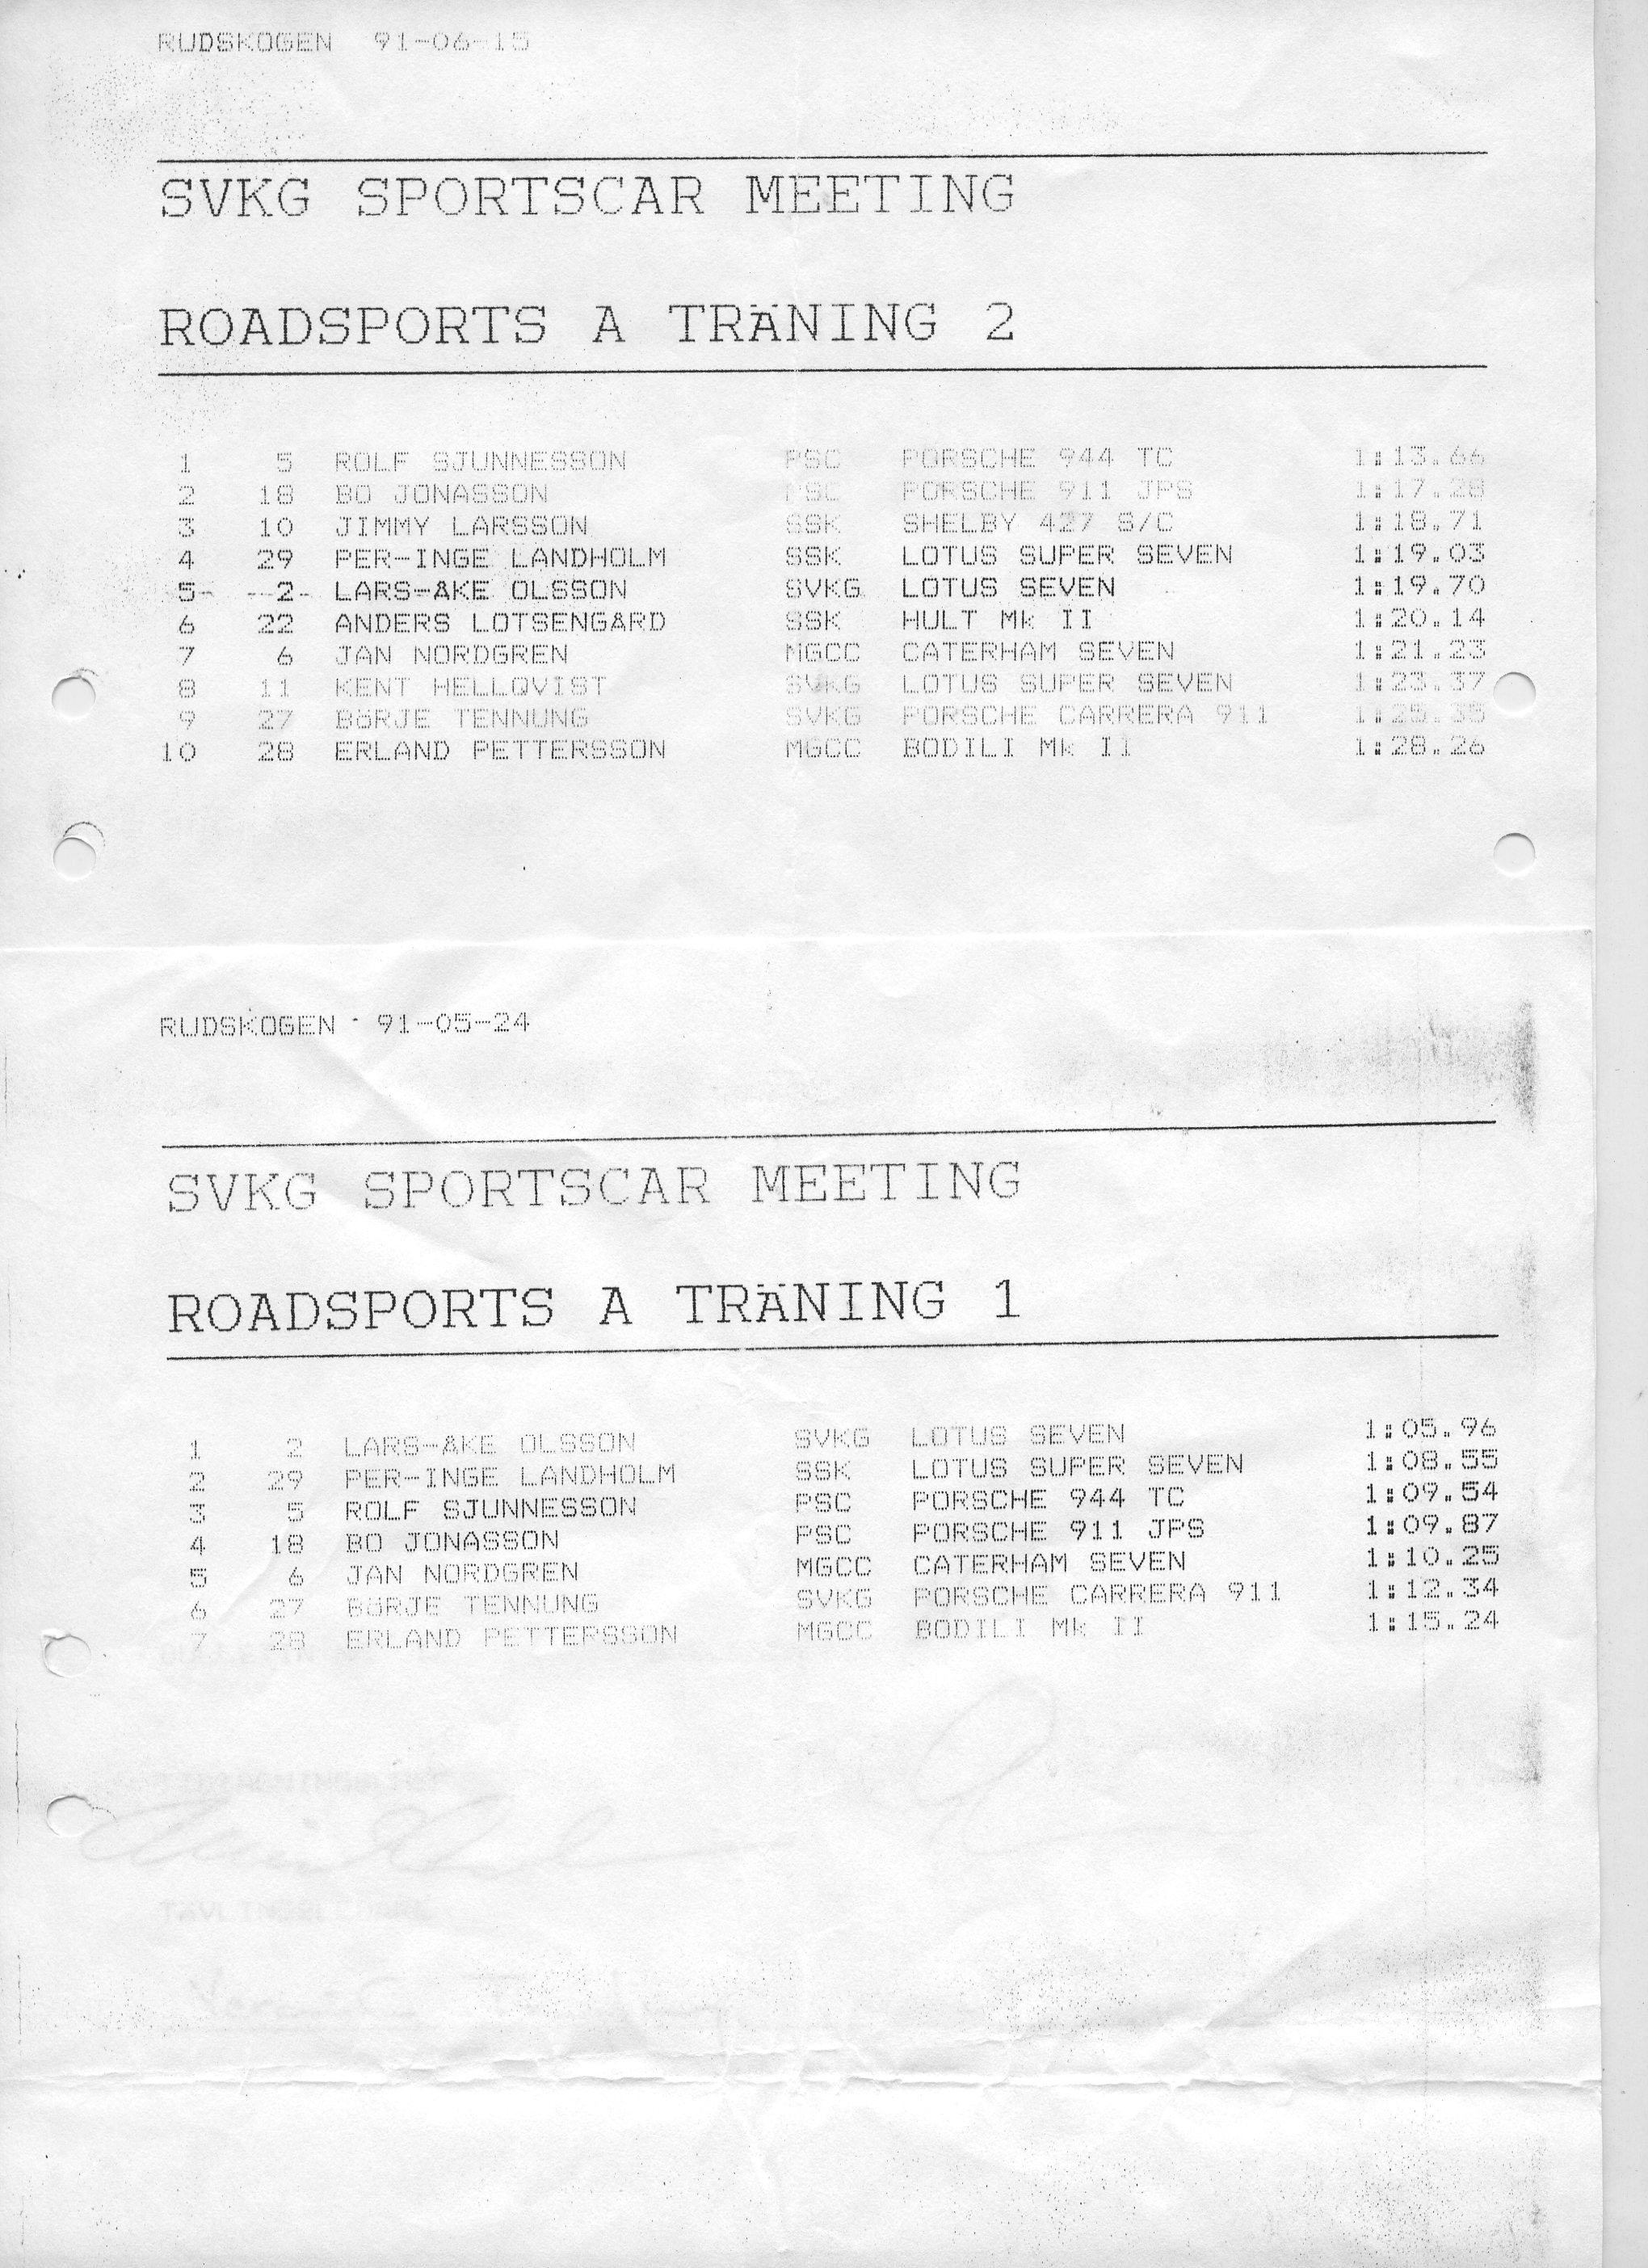 RUDSKOGEN 91-06-15
SVKG SPORTSCAR MEETING
ROADSPORTS A TRÄNING 2
1 5 ROLF SJUNNESSON PSC PORSCHE 944 TC 1:13.66
2 18 BO JONASSON PSC PORSCHE 911 JPS 1:17.28
3 10 JIMMY LARSSON SSK SHELBY 427 S/C 1:18.71
4 29 PER-INGE LANDHOLM SSK LOTUS SUPER SEVEN 1:19.03
5- --2- LARS-ÅKE OLSSON SVKG LOTUS SEVEN 1:19.70
6 22 ANDERS LOTSENGÅRD SSK HULT Mk II 1:20.14
7 6 JAN NORDGREN MGCC CATERHAM SEVEN 1:21.23
8 11 KENT HELLQVIST SVKG LOTUS SUPER SEVEN 1:23.37
9 27 BöRJE TENNUNG SVKG PORSCHE CARRERA 911 1:25.35
10 28 ERLAND PETTERSSON MGCC BODILI Mk II 1:28.26
RUDSKOGEN 91-05-24
SVKG SPORTSCAR MEETING
ROADSPORTS A TRÄNING 1
1 2 LARS-ÅKE OLSSON SVKG LOTUS SEVEN 1:05.96
2 29 PER-INGE LANDHOLM SSK LOTUS SUPER SEVEN 1:08.55
3 5 ROLF SJUNNESSON PSC PORSCHE 944 TC 1:09.54
4 18 BO JONASSON PSC PORSCHE 911 JPS 1:09.87
5 6 JAN NORDGREN MGCC CATERHAM SEVEN 1:10.25
6 27 BöRJE TENNUNG SVKG PORSCHE CARRERA 911 1:12.34
7 28 ERLAND PETTERSSON MGCC BODILI Mk II 1:15.24